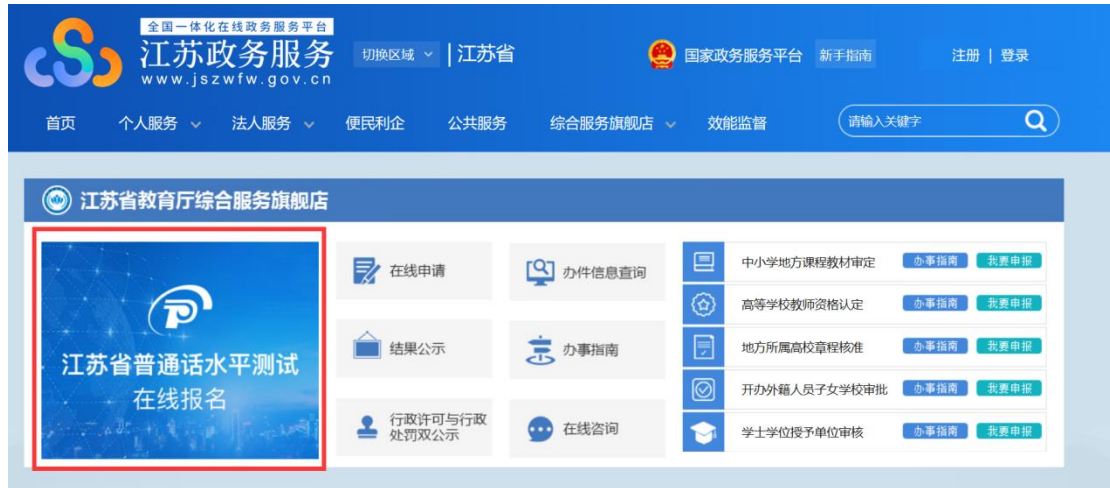 全国一体化在线政务服务平台
江苏政务服务
www.jszwfw.gov.cn
切换区域 | 江苏省
国家政务服务平台 新手指南 注册 | 登录
首页 个人服务 法人服务 便民利企 公共服务 综合服务旗舰店 效能监督 请输入关键字
江苏省教育厅综合服务旗舰店
江苏省普通话水平测试
在线报名
在线申请
办件信息查询
结果公示
办事指南
行政许可与行政
处罚双公示
在线咨询
中小学地方课程教材审定 办事指南 我要申报
高等学校教师资格认定 办事指南 我要申报
地方所属高校章程核准 办事指南 我要申报
开办外籍人员子女学校审批 办事指南 我要申报
学士学位授予单位审核 办事指南 我要申报